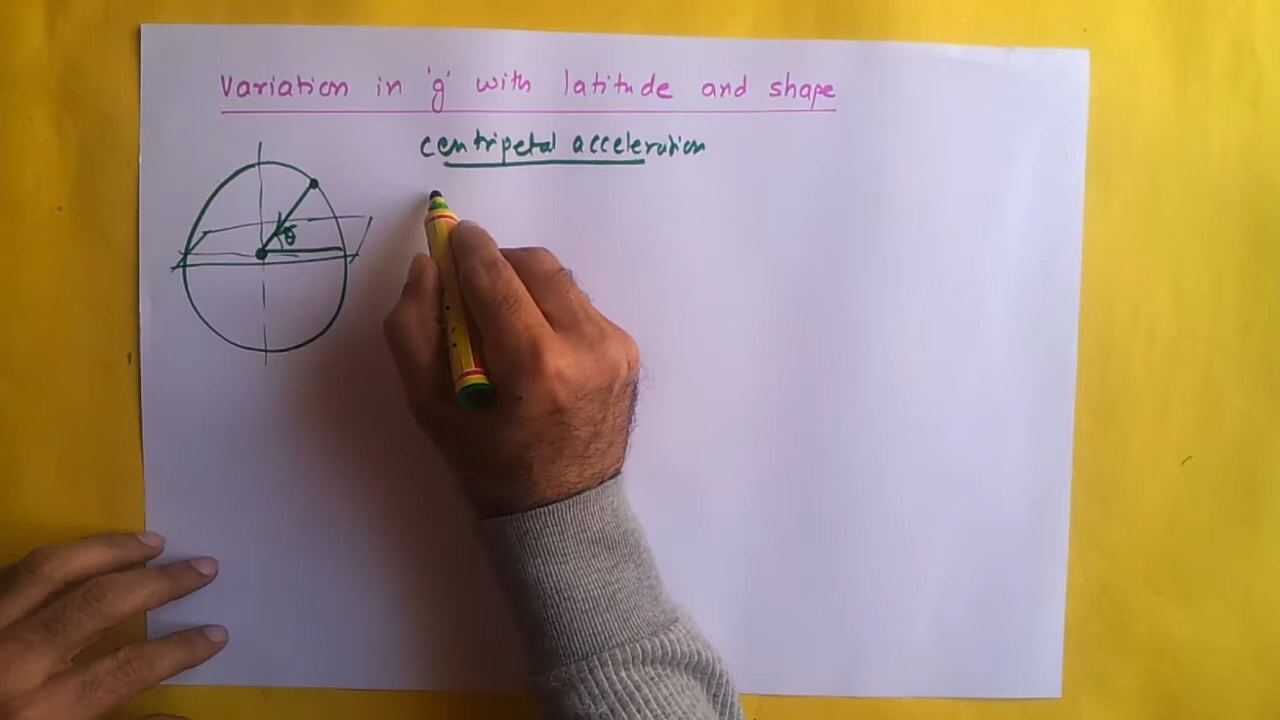 Variation in 'g' with latitude and shape
centripetal acceleration
θ